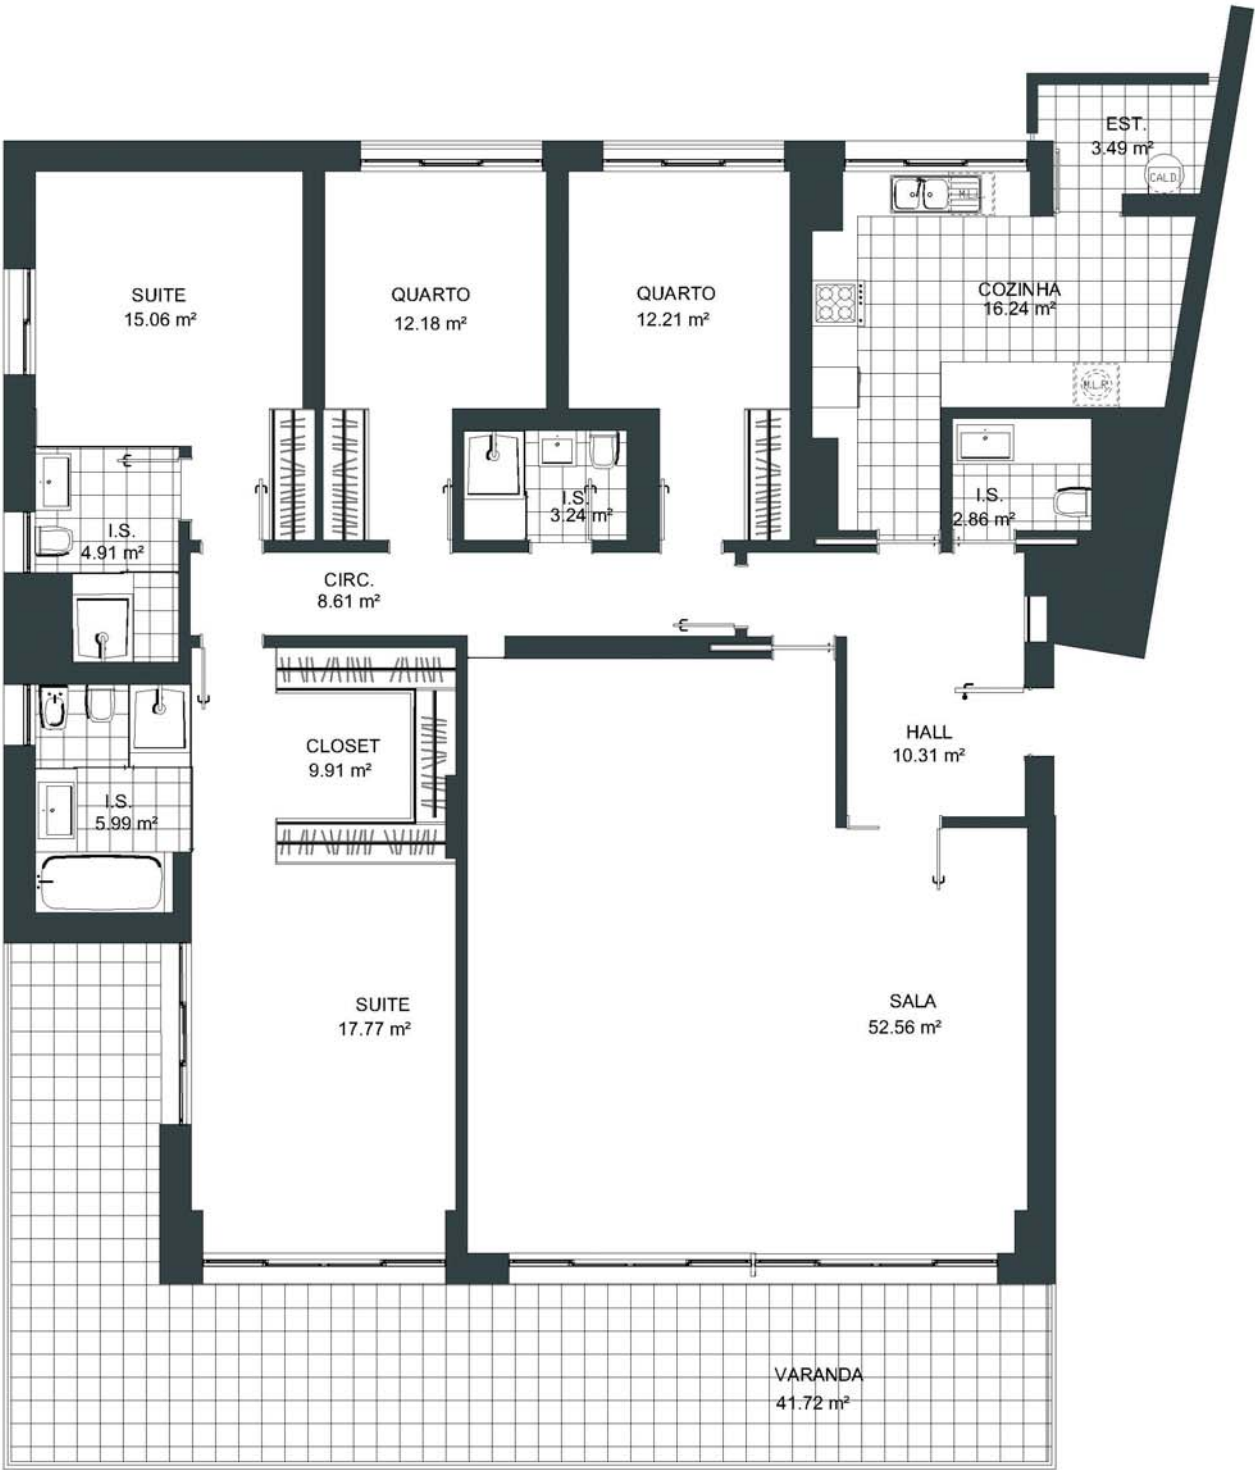 EST.
3.49 m²
CALD.
M.L.
SUITE
15.06 m²
QUARTO
12.18 m²
QUARTO
12.21 m²
COZINHA
16.24 m²
M.L.R.
I.S.
4.91 m²
I.S.
3.24 m²
I.S.
2.86 m²
CIRC.
8.61 m²
CLOSET
9.91 m²
HALL
10.31 m²
I.S.
5.99 m²
SUITE
17.77 m²
SALA
52.56 m²
VARANDA
41.72 m²